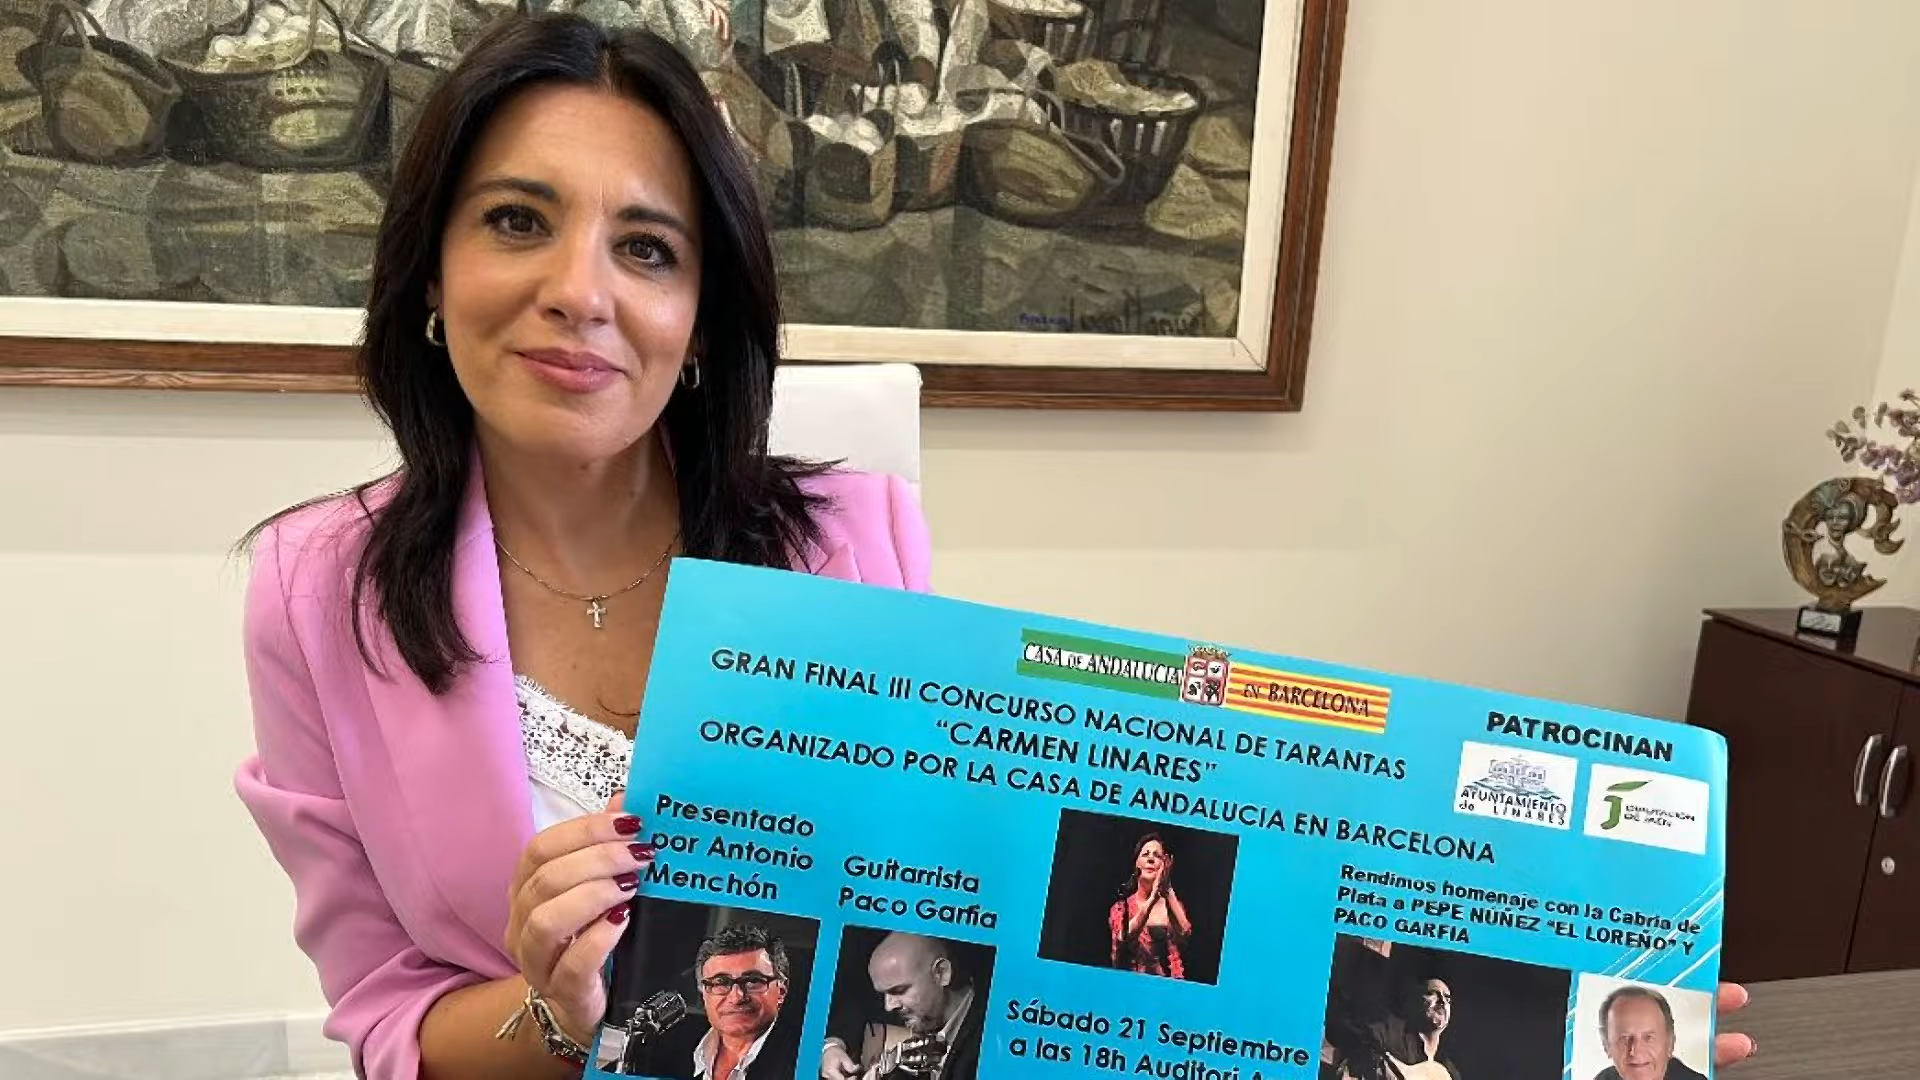 CASA DE ANDALUCIA EN BARCELONA
GRAN FINAL III CONCURSO NACIONAL DE TARANTAS
“CARMEN LINARES”
ORGANIZADO POR LA CASA DE ANDALUCIA EN BARCELONA
PATROCINAN
AYUNTAMIENTO
de LINARES
DIPUTACIÓN
DE JAÉN
Presentado
por Antonio
Menchón
Guitarrista
Paco Garfia
Sábado 21 Septiembre
a las 18h Auditori
Rendimos homenaje con la Cabria de
Plata a PEPE NÚÑEZ "EL LOREÑO" Y
PACO GARFIA